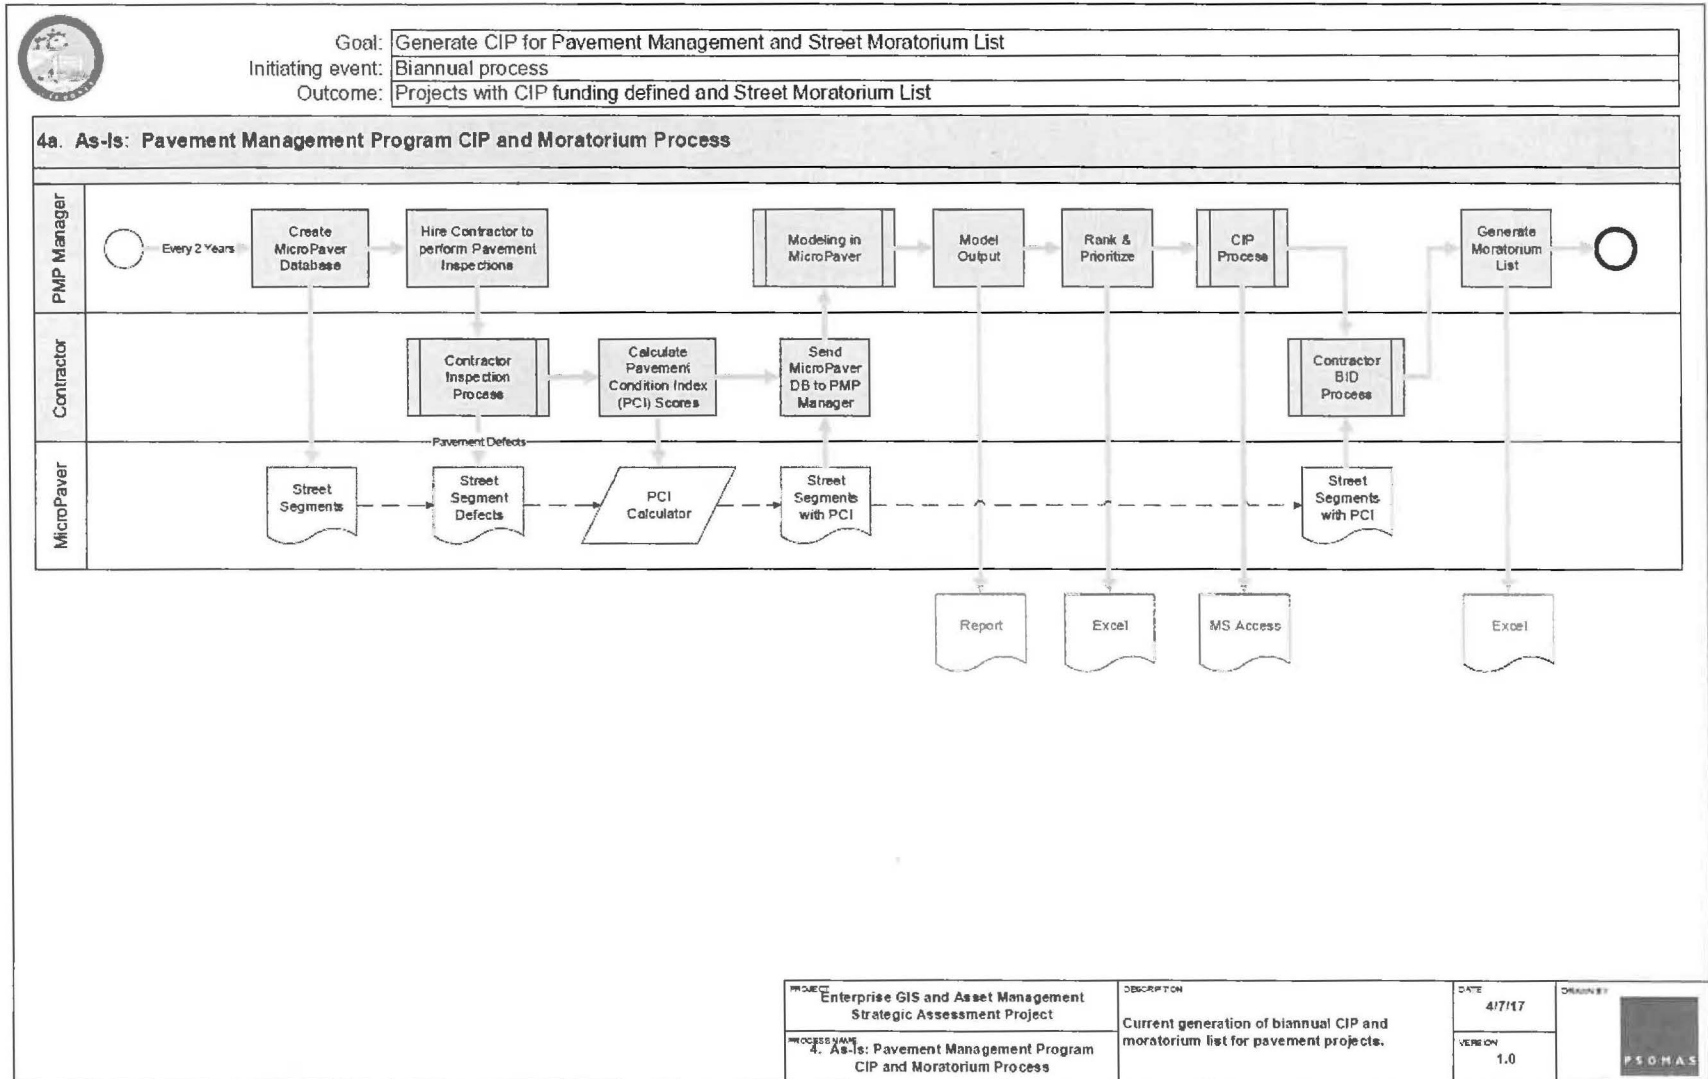 Goal: Generate CIP for Pavement Management and Street Moratorium List
Initiating event: Biannual process
Outcome: Projects with CIP funding defined and Street Moratorium List
4a. As-Is: Pavement Management Program CIP and Moratorium Process
PMP Manager
Every 2 Years
Create
MicroPaver
Database
Hire Contractor to
perform Pavement
Inspections
Modeling in
MicroPaver
Model
Output
Rank &
Prioritize
CIP
Process
Generate
Moratorium
List
Contractor
Contractor
Inspection
Process
Calculate
Pavement
Condition Index
(PCI) Scores
Send
MicroPaver
DB to PMP
Manager
Contractor
BID
Process
Pavement Defects
MicroPaver
Street
Segments
Street
Segment
Defects
PCI
Calculator
Street
Segments
with PCI
Street
Segments
with PCI
Report
Excel
MS Access
Excel
PROJECT
Enterprise GIS and Asset Management
Strategic Assessment Project
PROCESS NAME
4. As-Is: Pavement Management Program
CIP and Moratorium Process
DESCRIPTION
Current generation of biannual CIP and
moratorium list for pavement projects.
DATE
4/7/17
VERSION
1.0
DRAWN BY
PSOMAS